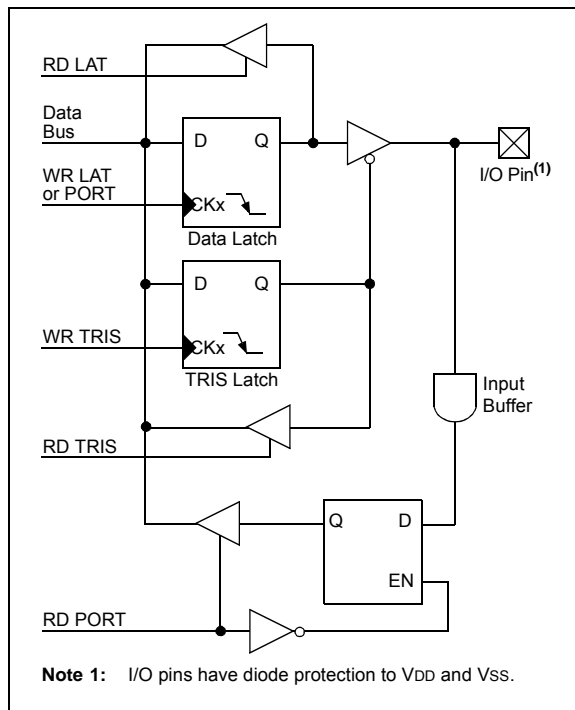 RD LAT
Data
Bus
D Q
WR LAT
or PORT
I/O Pin(1)
CKx
Data Latch
D Q
WR TRIS
CKx
TRIS Latch
Input
Buffer
RD TRIS
Q D
EN
RD PORT
Note 1: I/O pins have diode protection to VDD and VSS.